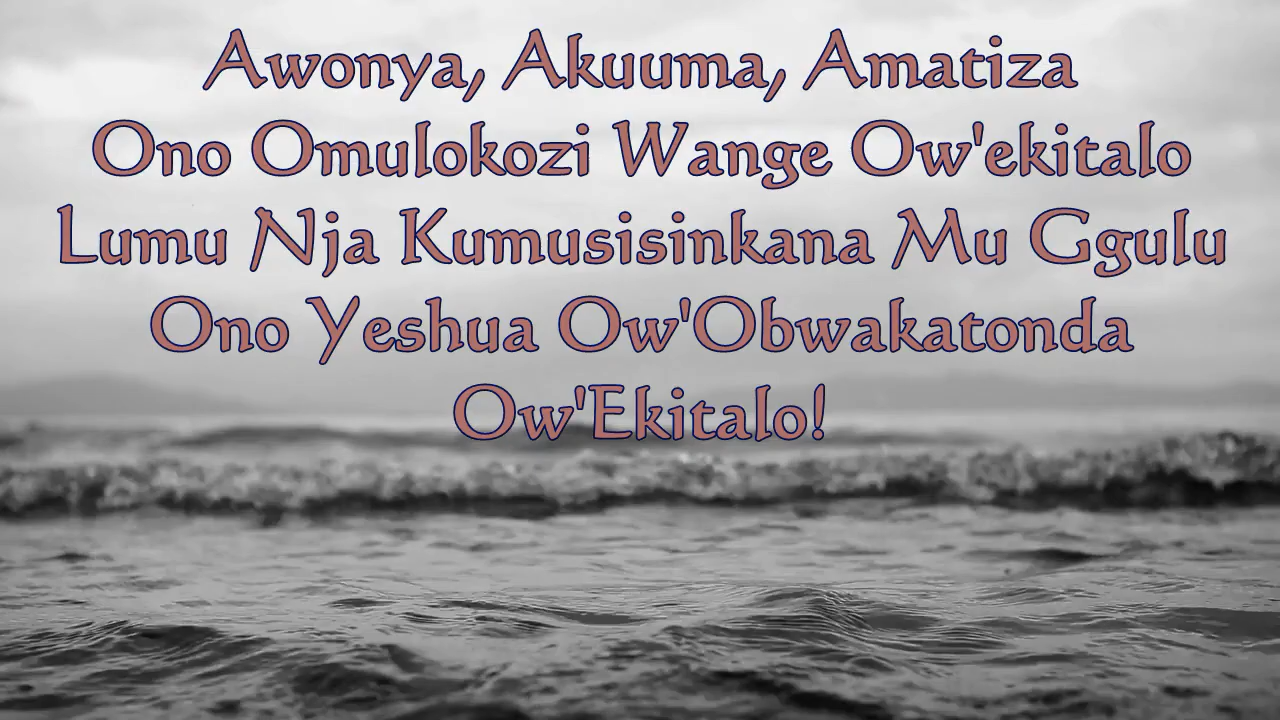 Awonya, Akuuma, Amatiza
Ono Omulokozi Wange Ow'ekitalo
Lumu Nja Kumusisinkana Mu Ggulu
Ono Yeshua Ow'Obwakatonda
Ow'Ekitalo!